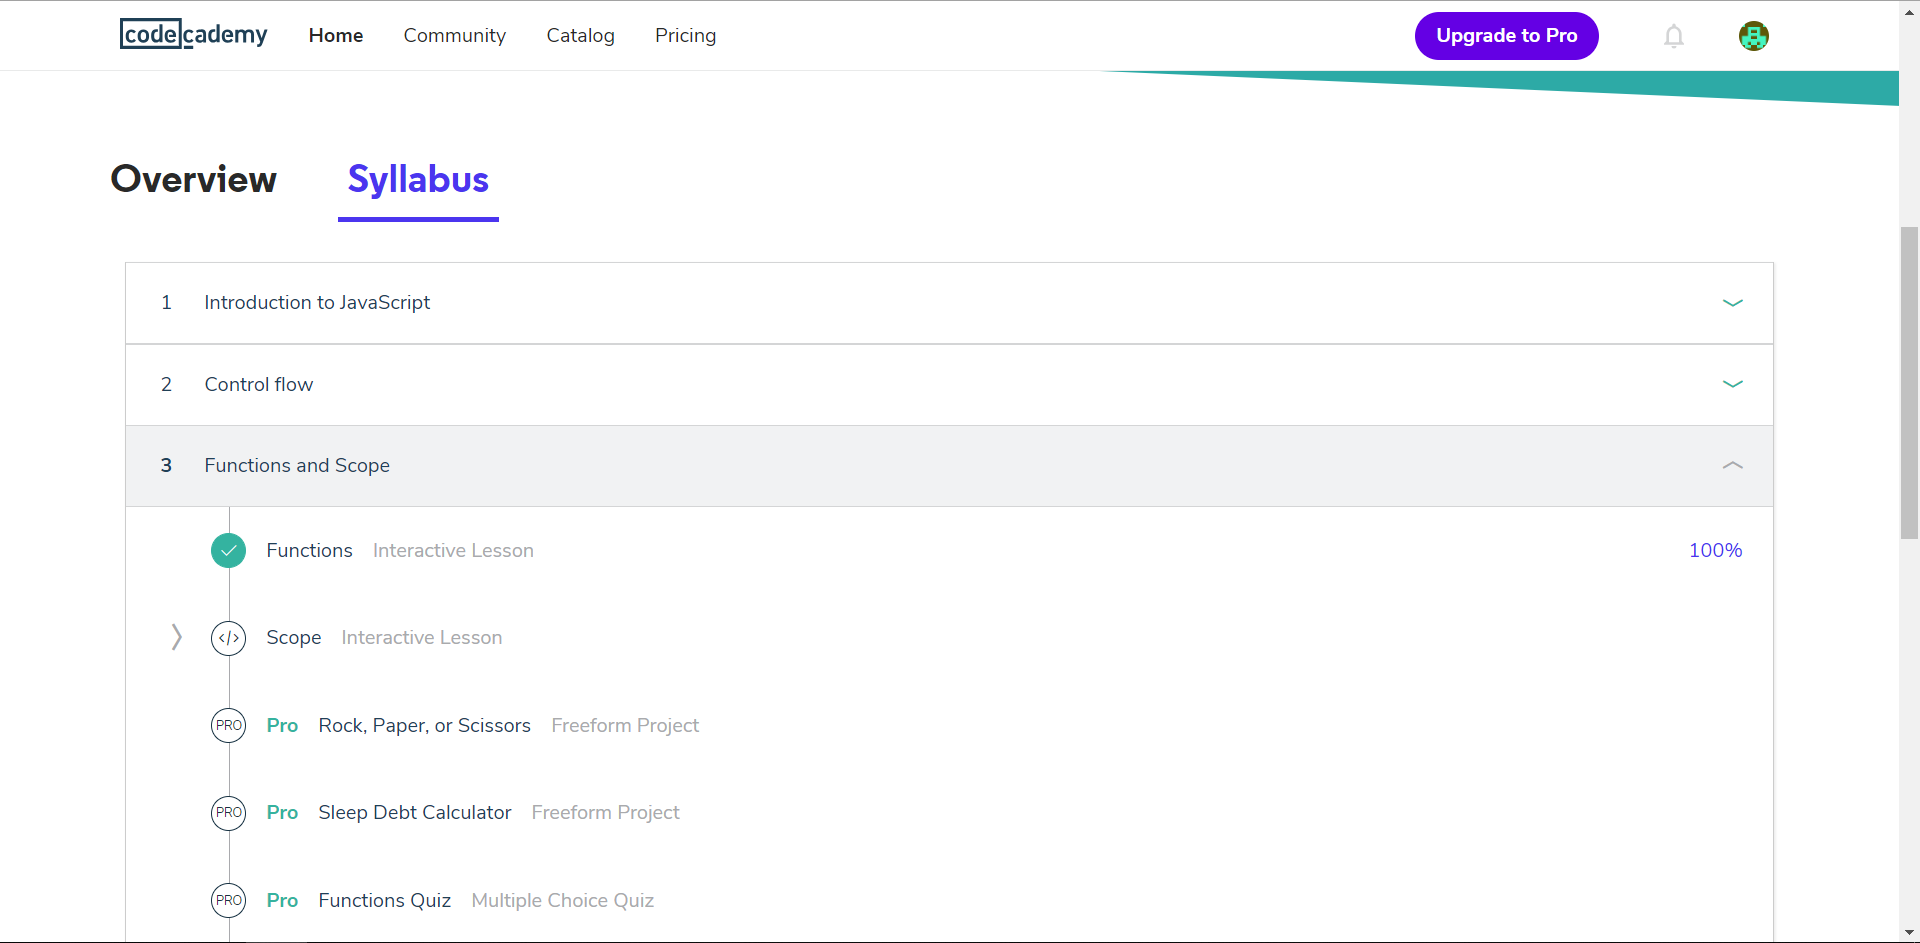 codecademy Home Community Catalog Pricing Upgrade to Pro
Overview Syllabus
1 Introduction to JavaScript
2 Control flow
3 Functions and Scope
Functions Interactive Lesson 100%
</> Scope Interactive Lesson
PRO Pro Rock, Paper, or Scissors Freeform Project
PRO Pro Sleep Debt Calculator Freeform Project
PRO Pro Functions Quiz Multiple Choice Quiz